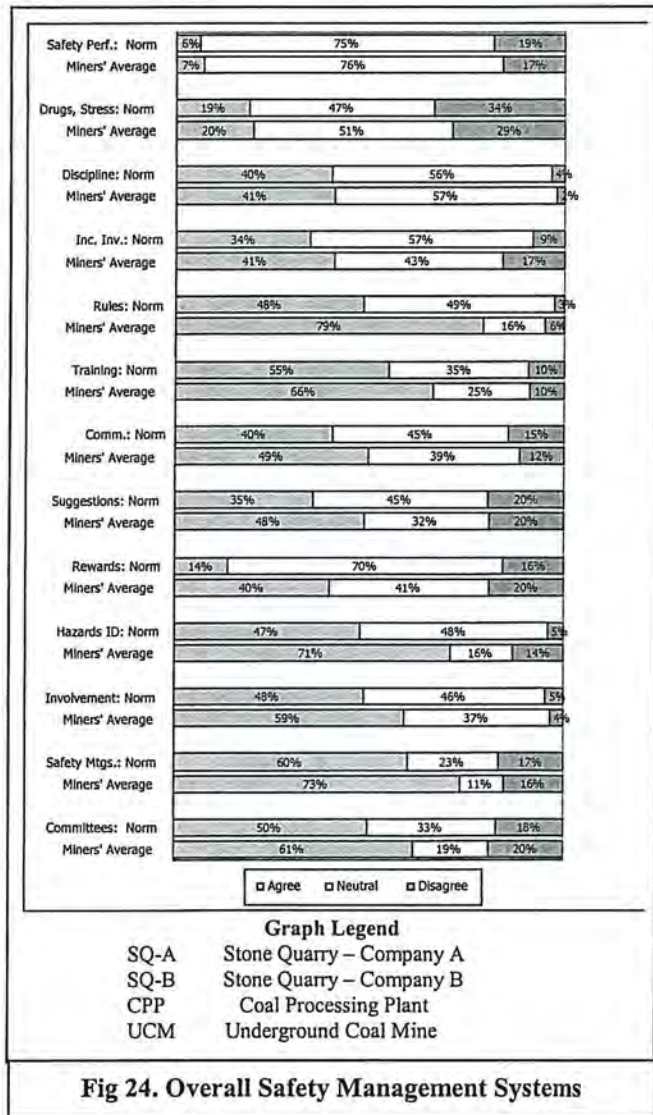 Safety Perf.: Norm 6% 75% 19%
Miners' Average 7% 76% 17%
Drugs, Stress: Norm 19% 47% 34%
Miners' Average 20% 51% 29%
Discipline: Norm 40% 56% 4%
Miners' Average 41% 57% 2%
Inc. Inv.: Norm 34% 57% 9%
Miners' Average 41% 43% 17%
Rules: Norm 48% 49% 3%
Miners' Average 79% 16% 6%
Training: Norm 55% 35% 10%
Miners' Average 66% 25% 10%
Comm.: Norm 40% 45% 15%
Miners' Average 49% 39% 12%
Suggestions: Norm 35% 45% 20%
Miners' Average 48% 32% 20%
Rewards: Norm 14% 70% 16%
Miners' Average 40% 41% 20%
Hazards ID: Norm 47% 48% 5%
Miners' Average 71% 16% 14%
Involvement: Norm 48% 46% 5%
Miners' Average 59% 37% 4%
Safety Mtgs.: Norm 60% 23% 17%
Miners' Average 73% 11% 16%
Committees: Norm 50% 33% 18%
Miners' Average 61% 19% 20%
Agree Neutral Disagree
Graph Legend
SQ-A Stone Quarry – Company A
SQ-B Stone Quarry – Company B
CPP Coal Processing Plant
UCM Underground Coal Mine
Fig 24. Overall Safety Management Systems